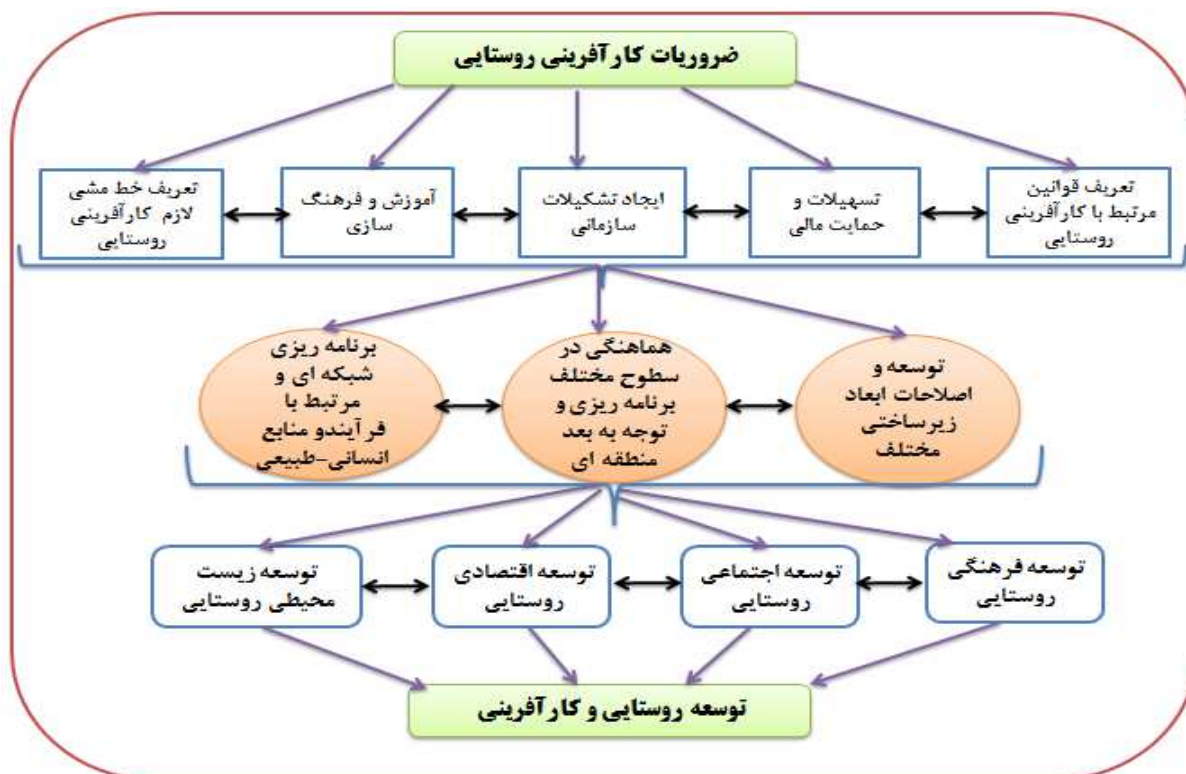 ضروریات کارآفرینی روستایی
تعریف قوانین
مرتبط با کارآفرینی
روستایی
تسهیلات و
حمایت مالی
ایجاد تشکیلات
سازمانی
آموزش و فرهنگ
سازی
تعریف خط مشی
لازم کارآفرینی
روستایی
توسعه و
اصلاحات ابعاد
زیرساختی
مختلف
هماهنگی در
سطوح مختلف
برنامه ریزی و
توجه به بعد
منطقه ای
برنامه ریزی
شبکه ای و
مرتبط با
فرآیندو منابع
انسانی-طبیعی
توسعه فرهنگی
روستایی
توسعه اجتماعی
روستایی
توسعه اقتصادی
روستایی
توسعه زیست
محیطی روستایی
توسعه روستایی و کارآفرینی